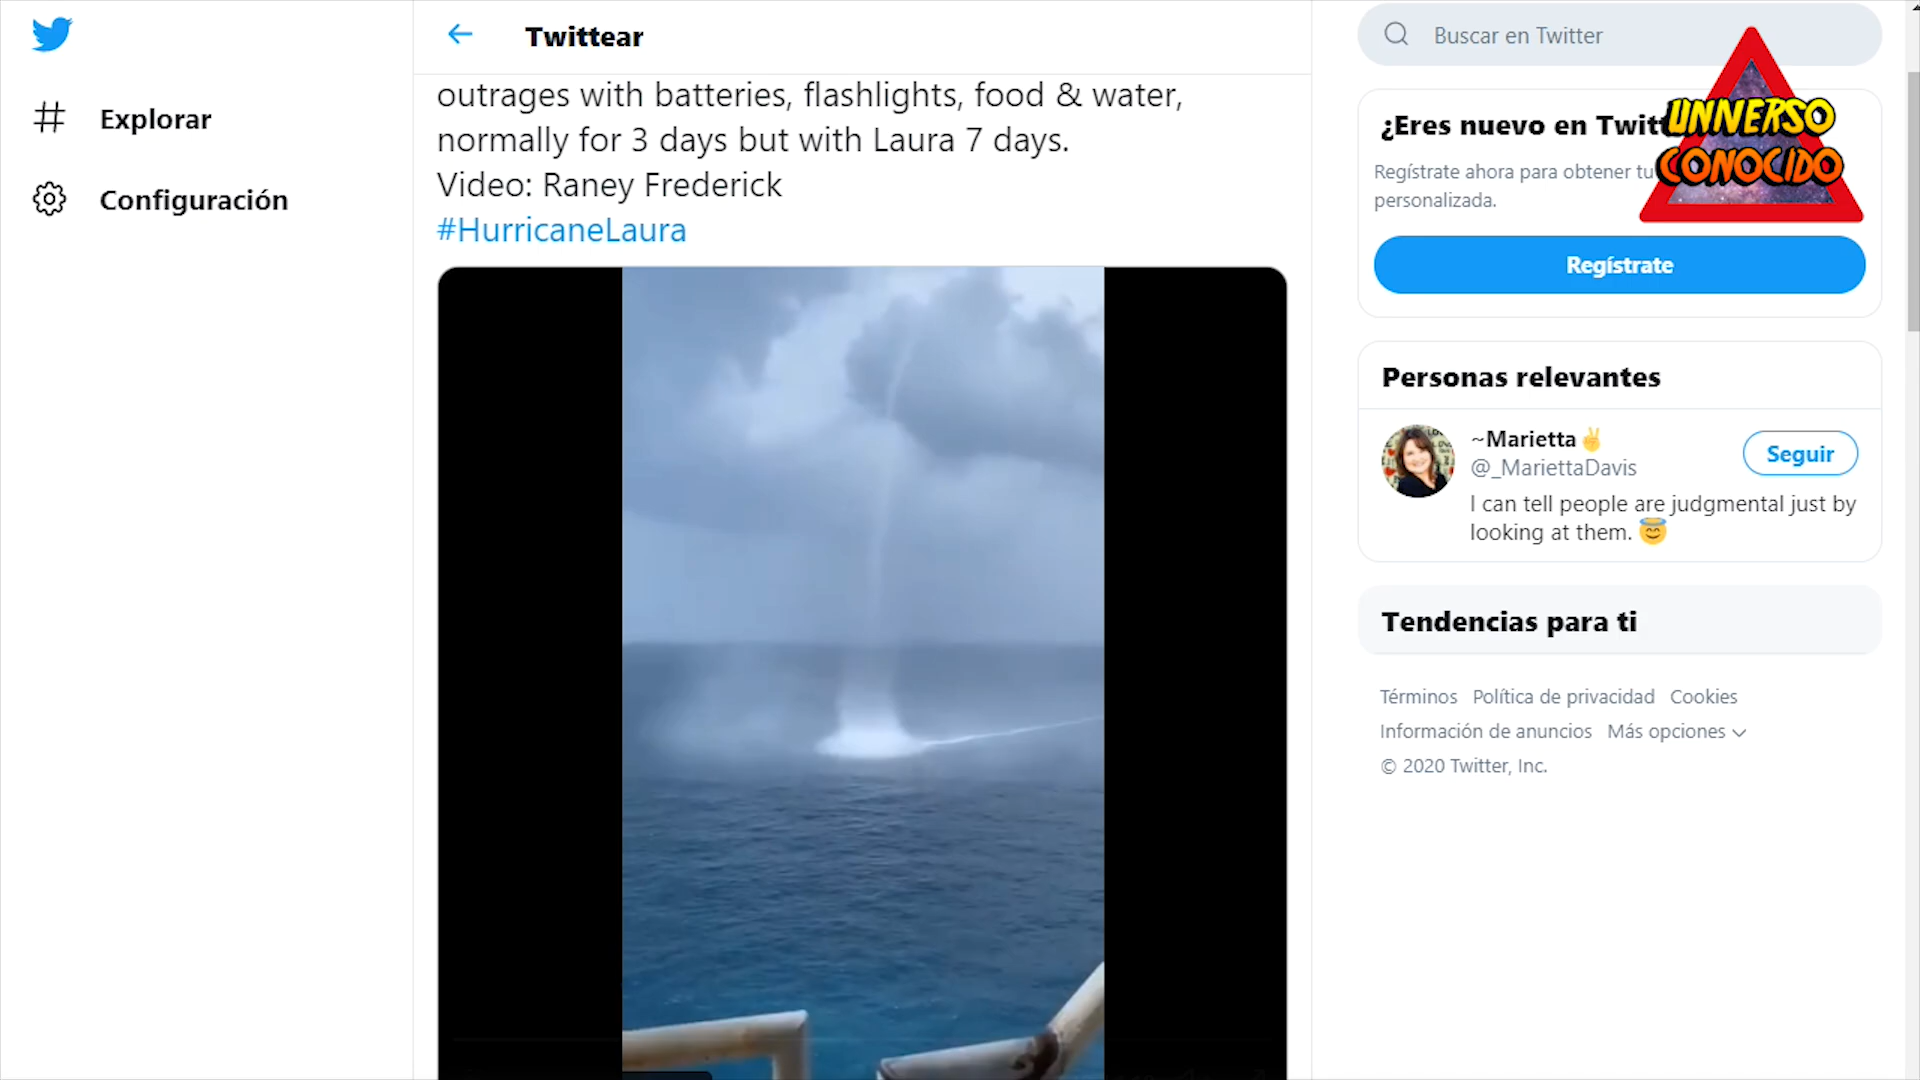 Twittear
Explorar
Configuración
outrages with batteries, flashlights, food & water,
normally for 3 days but with Laura 7 days.
Video: Raney Frederick
#HurricaneLaura
Buscar en Twitter
¿Eres nuevo en Twitt
Regístrate ahora para obtener tu
personalizada.
Regístrate
UNIVERSO
CONOCIDO
Personas relevantes
~Marietta✌
@_MariettaDavis
Seguir
I can tell people are judgmental just by
looking at them. 😇
Tendencias para ti
Términos Política de privacidad Cookies
Información de anuncios Más opciones
© 2020 Twitter, Inc.